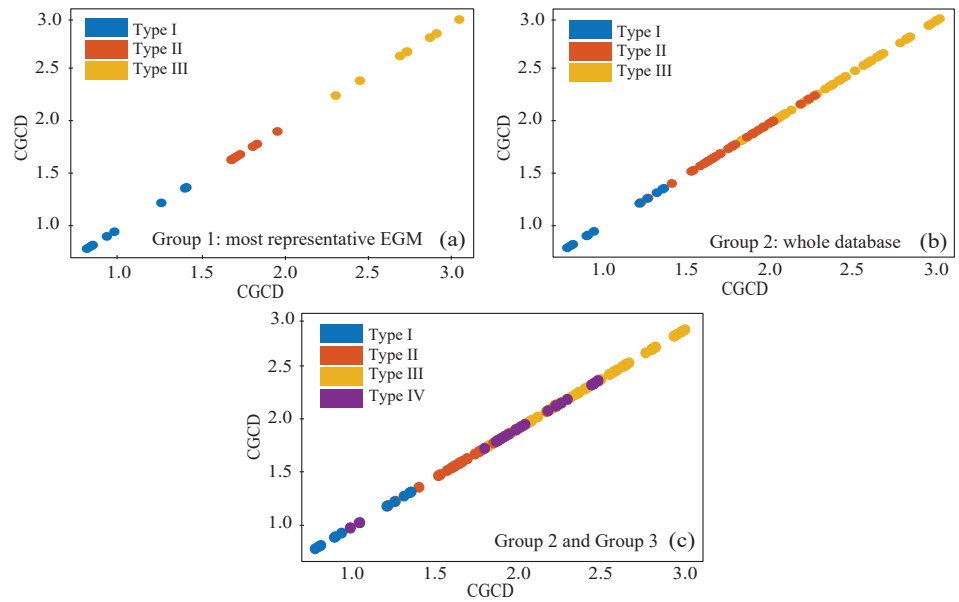 3.0
2.5
2.0
1.5
1.0
CGCD
Type I
Type II
Type III
Group 1: most representative EGM (a)
1.0 1.5 2.0 2.5 3.0
CGCD
3.0
2.5
2.0
1.5
1.0
CGCD
Type I
Type II
Type III
Group 2: whole database (b)
1.0 1.5 2.0 2.5 3.0
CGCD
3.0
2.5
2.0
1.5
1.0
CGCD
Type I
Type II
Type III
Type IV
Group 2 and Group 3 (c)
1.0 1.5 2.0 2.5 3.0
CGCD